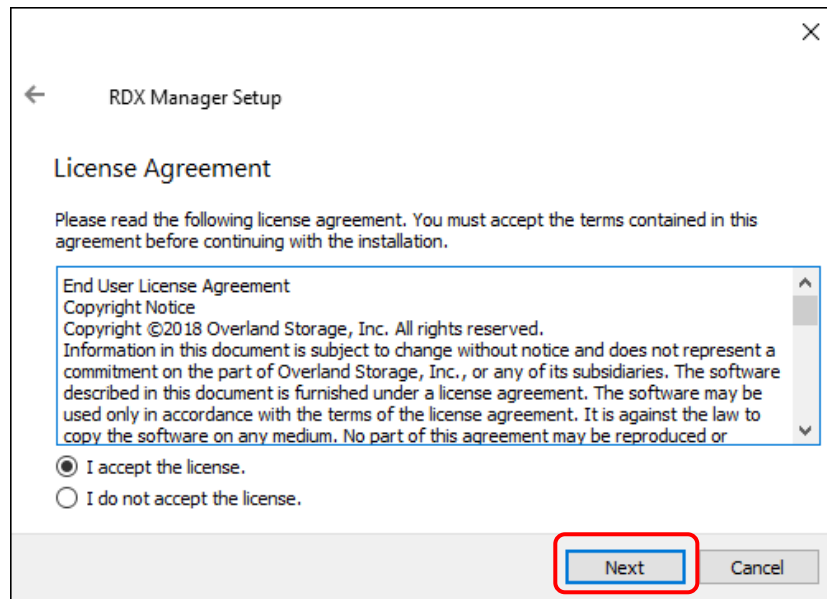 RDX Manager Setup
License Agreement
Please read the following license agreement. You must accept the terms contained in this
agreement before continuing with the installation.
End User License Agreement
Copyright Notice
Copyright ©2018 Overland Storage, Inc. All rights reserved.
Information in this document is subject to change without notice and does not represent a
commitment on the part of Overland Storage, Inc., or any of its subsidiaries. The software
described in this document is furnished under a license agreement. The software may be
used only in accordance with the terms of the license agreement. It is against the law to
copy the software on any medium. No part of this agreement may be reproduced or
I accept the license.
I do not accept the license.
Next Cancel